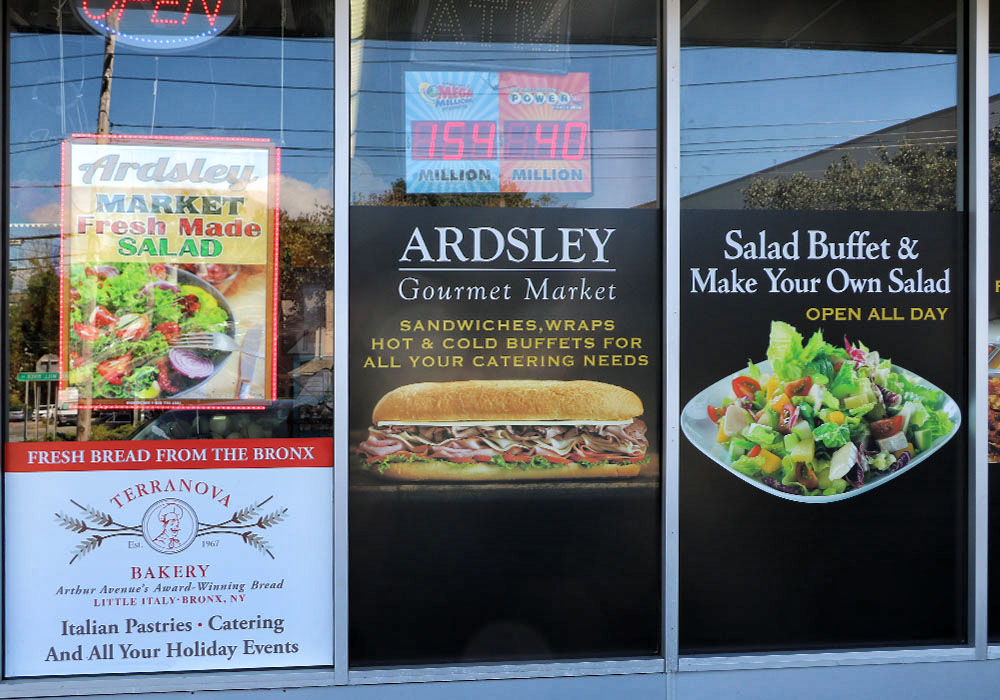 OPEN
ATM
MEGA
MILLIONS
154
MILLION
POWER
40
MILLION
Ardsley
MARKET
Fresh Made
SALAD
FRESH BREAD FROM THE BRONX
TERRANOVA
Est. 1967
BAKERY
Arthur Avenue's Award-Winning Bread
LITTLE ITALY · BRONX, NY
Italian Pastries • Catering
And All Your Holiday Events
ARDSLEY
Gourmet Market
SANDWICHES,WRAPS
HOT & COLD BUFFETS FOR
ALL YOUR CATERING NEEDS
Salad Buffet &
Make Your Own Salad
OPEN ALL DAY